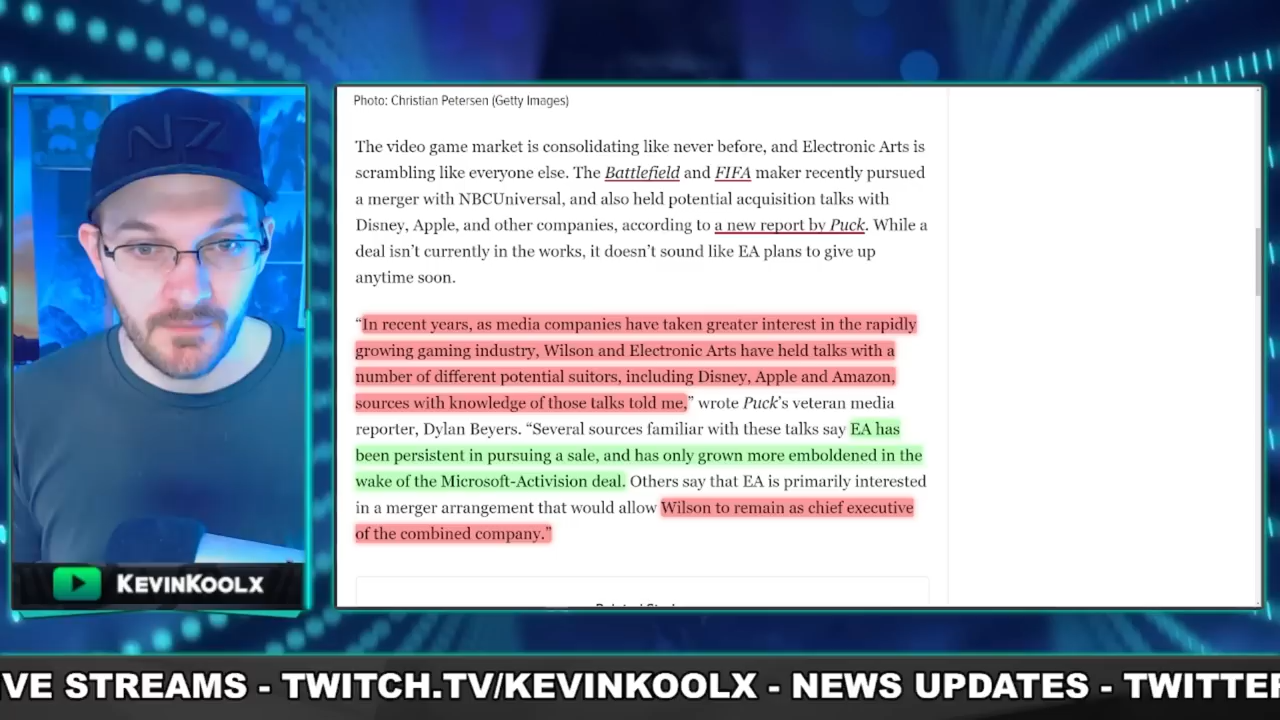 Photo: Christian Petersen (Getty Images)
The video game market is consolidating like never before, and Electronic Arts is
scrambling like everyone else. The Battlefield and FIFA maker recently pursued
a merger with NBCUniversal, and also held potential acquisition talks with
Disney, Apple, and other companies, according to a new report by Puck. While a
deal isn’t currently in the works, it doesn’t sound like EA plans to give up
anytime soon.
“In recent years, as media companies have taken greater interest in the rapidly
growing gaming industry, Wilson and Electronic Arts have held talks with a
number of different potential suitors, including Disney, Apple and Amazon,
sources with knowledge of those talks told me,” wrote Puck’s veteran media
reporter, Dylan Beyers. “Several sources familiar with these talks say EA has
been persistent in pursuing a sale, and has only grown more emboldened in the
wake of the Microsoft-Activision deal. Others say that EA is primarily interested
in a merger arrangement that would allow Wilson to remain as chief executive
of the combined company.”
N7
KEVINKOOLX
IVE STREAMS - TWITCH.TV/KEVINKOOLX - NEWS UPDATES - TWITTER